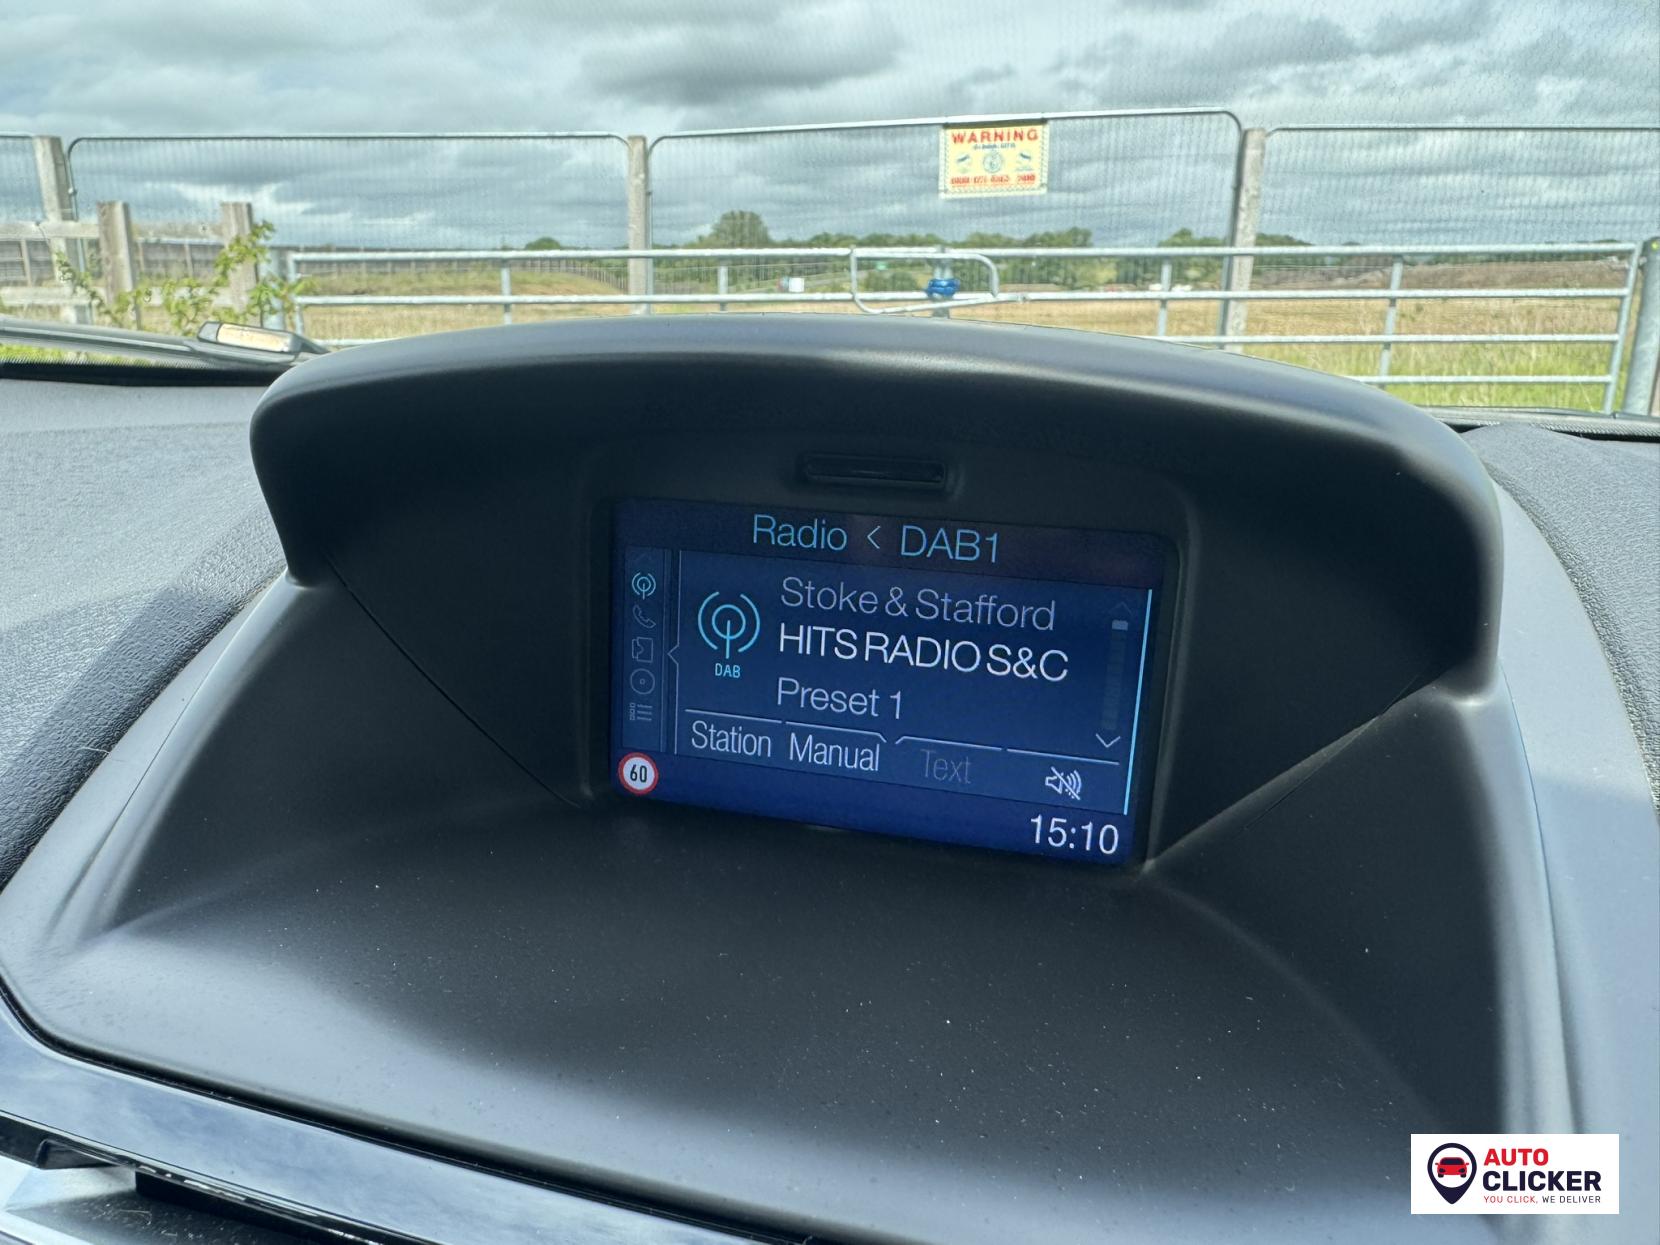 WARNING
Radio < DAB1
Stoke & Stafford
HITS RADIO S&C
DAB
Preset 1
Station Manual Text
60
15:10
AUTO
CLICKER
YOU CLICK, WE DELIVER